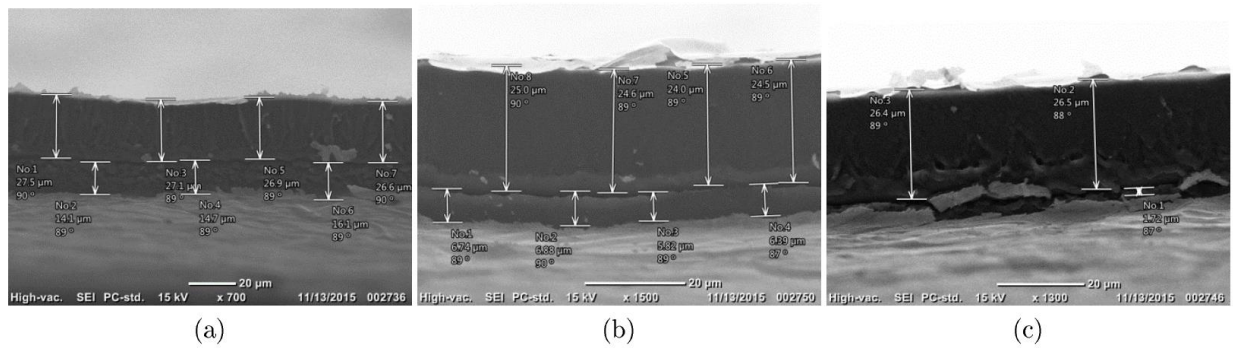 No.1
27.5 µm
90 °
No.2
14.1 µm
89 °
No.3
27.1 µm
89 °
No.4
14.7 µm
89 °
No.5
26.9 µm
89 °
No.6
16.1 µm
89 °
No.7
26.6 µm
90 °
20 µm
High-vac. SEI PC-std. 15 kV x 700 11/13/2015 002736
(a)
No.8
25.0 µm
90 °
No.7
24.6 µm
89 °
No.5
24.0 µm
89 °
No.6
24.5 µm
89 °
No.1
6.74 µm
89 °
No.2
6.88 µm
90 °
No.3
5.82 µm
89 °
No.4
6.39 µm
87 °
20 µm
High-vac. SEI PC-std. 15 kV x 1500 11/13/2015 002750
(b)
No.3
26.4 µm
89 °
No.2
26.5 µm
88 °
No.1
1.72 µm
87 °
20 µm
High-vac. SEI PC-std. 15 kV x 1300 11/13/2015 002746
(c)